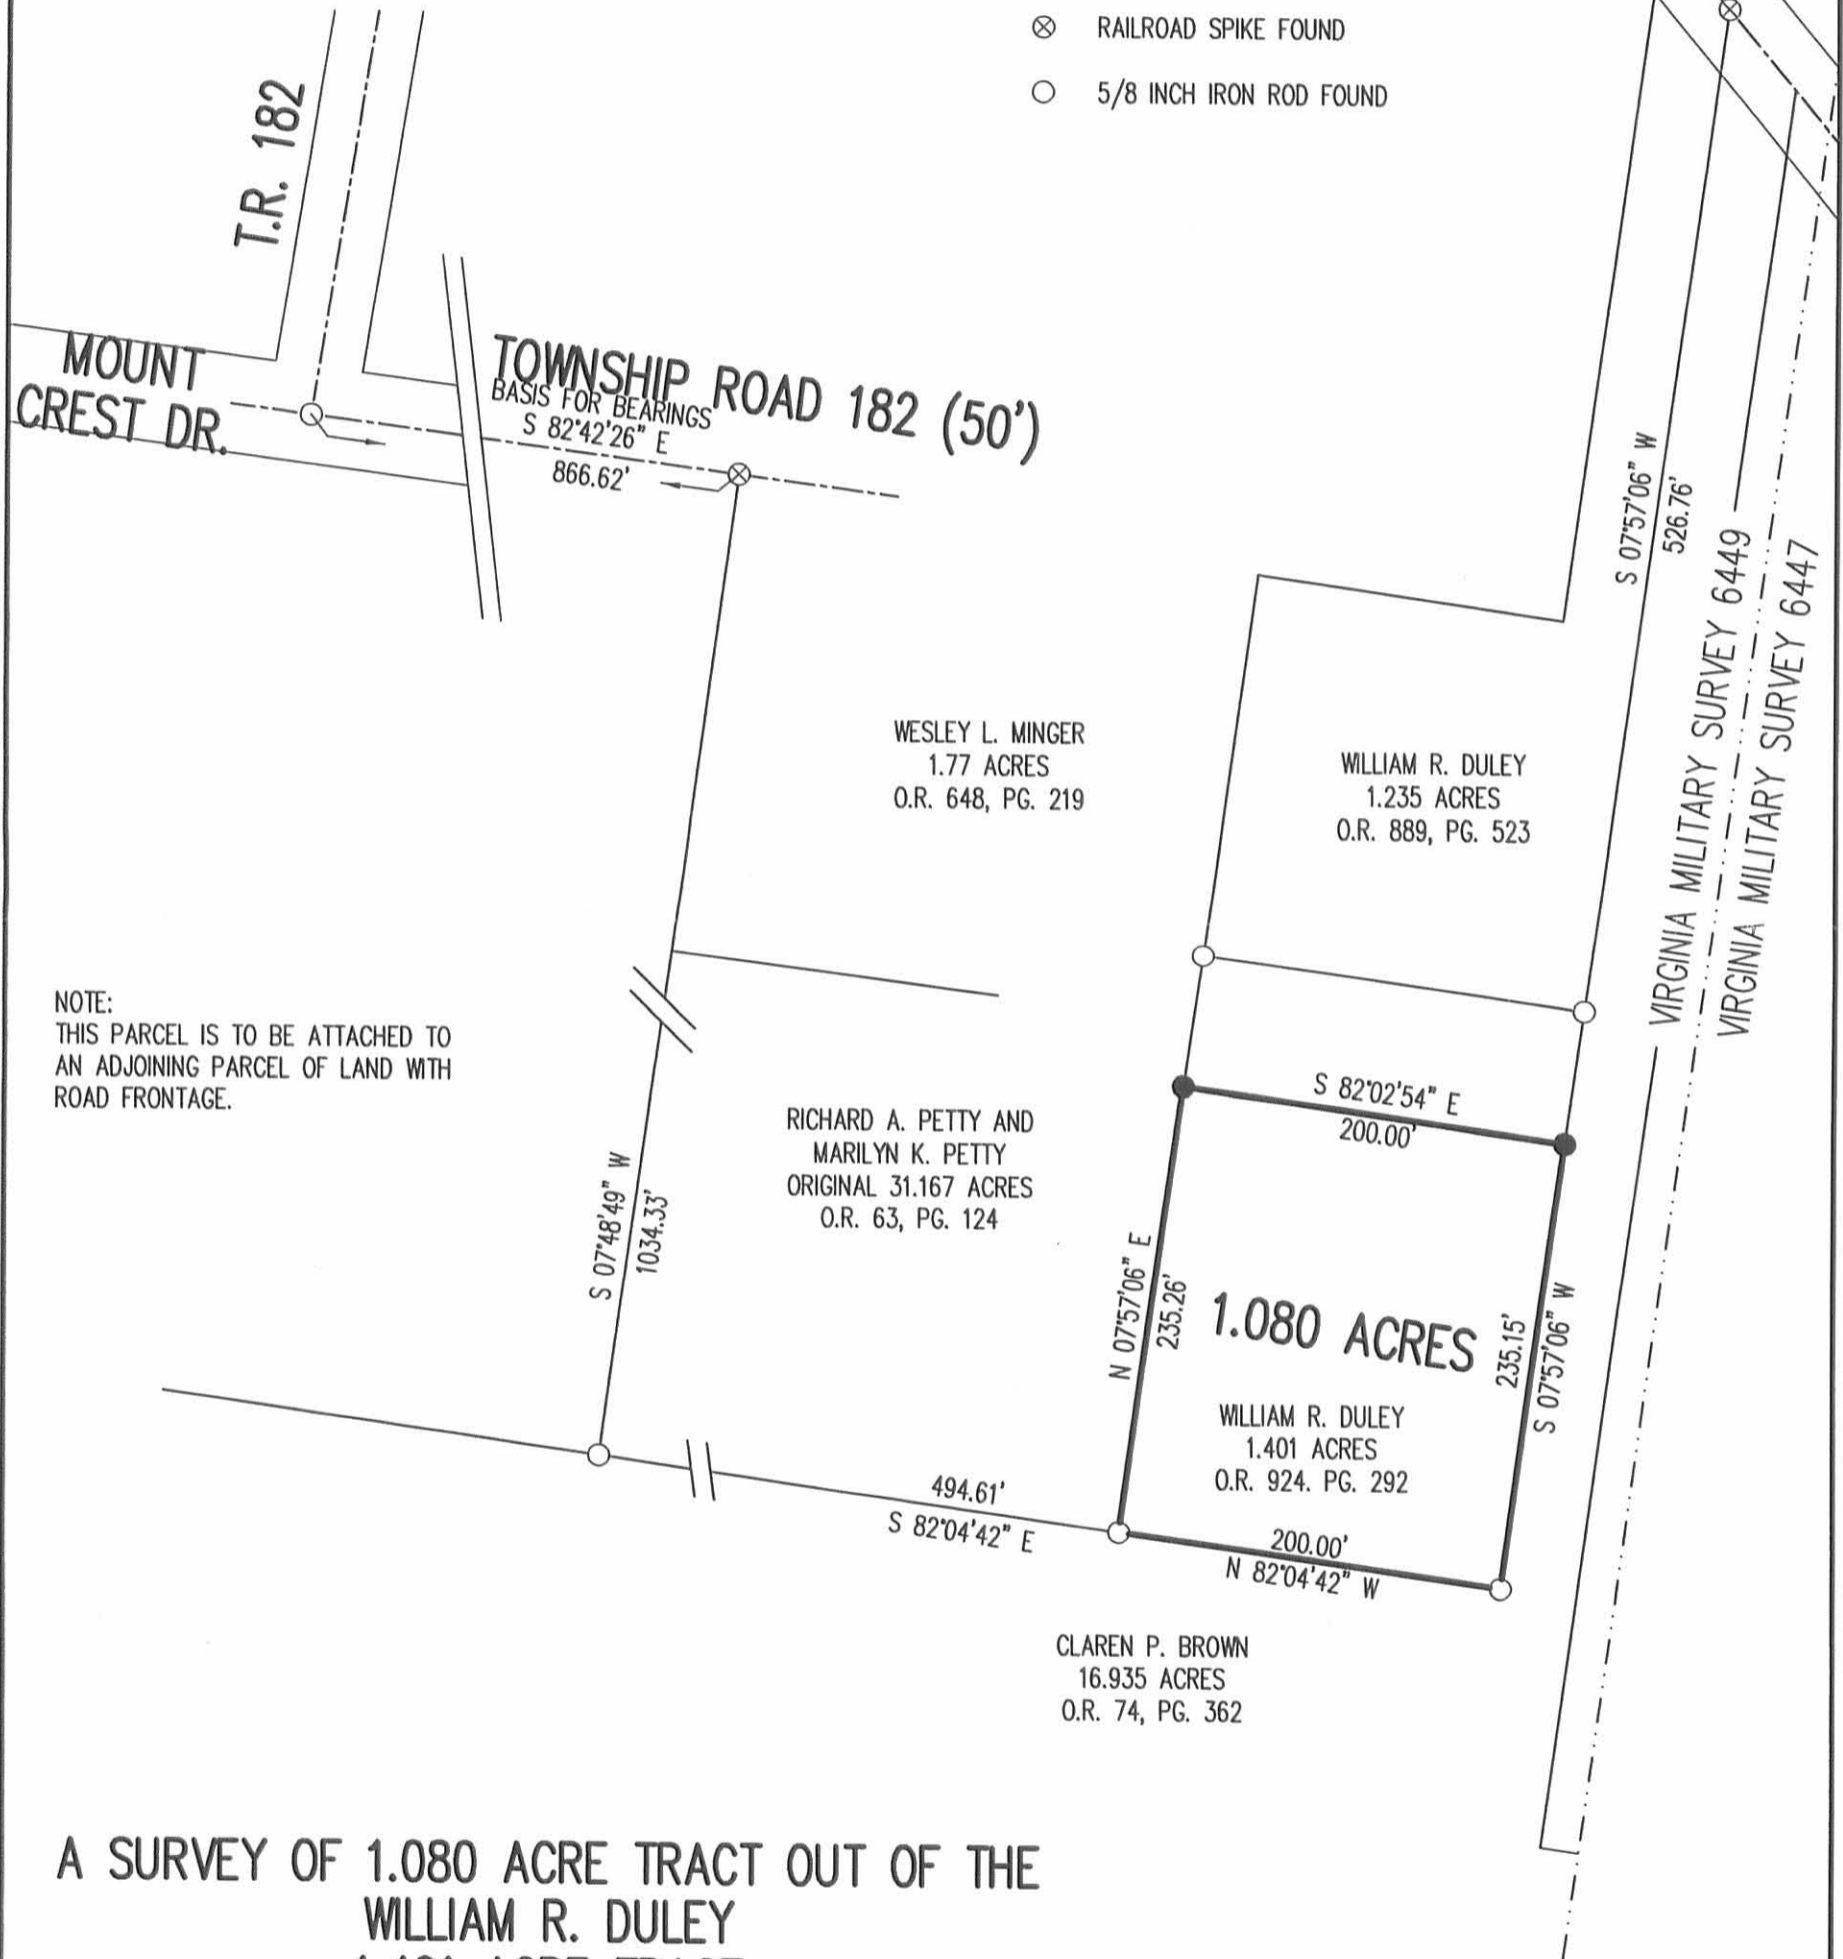 RAILROAD SPIKE FOUND
5/8 INCH IRON ROD FOUND
T.R. 182
MOUNT
CREST DR.
TOWNSHIP ROAD 182 (50')
BASIS FOR BEARINGS
S 82°42'26" E
866.62'
S 07°57'06" W
526.76'
VIRGINIA MILITARY SURVEY 6449
VIRGINIA MILITARY SURVEY 6447
WESLEY L. MINGER
1.77 ACRES
O.R. 648, PG. 219
WILLIAM R. DULEY
1.235 ACRES
O.R. 889, PG. 523
NOTE:
THIS PARCEL IS TO BE ATTACHED TO
AN ADJOINING PARCEL OF LAND WITH
ROAD FRONTAGE.
RICHARD A. PETTY AND
MARILYN K. PETTY
ORIGINAL 31.167 ACRES
O.R. 63, PG. 124
S 07°48'49" W
1034.33'
S 82°02'54" E
200.00'
N 07°57'06" E
235.26'
1.080 ACRES
235.15'
S 07°57'06" W
WILLIAM R. DULEY
1.401 ACRES
O.R. 924. PG. 292
494.61'
S 82°04'42" E
200.00'
N 82°04'42" W
CLAREN P. BROWN
16.935 ACRES
O.R. 74, PG. 362
A SURVEY OF 1.080 ACRE TRACT OUT OF THE
WILLIAM R. DULEY